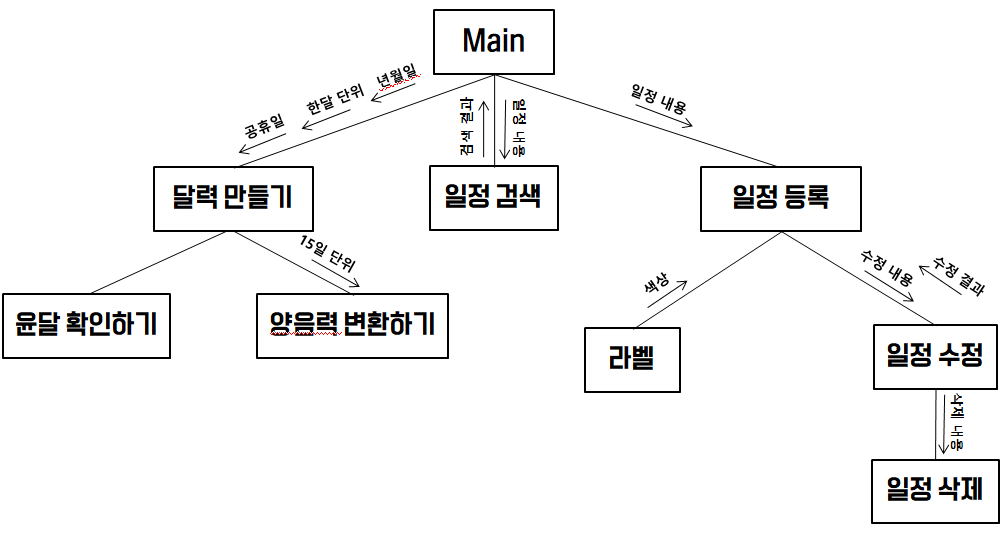 Main
년월일
한달 단위
공휴일
검색 결과
일정 내용
일정 내용
달력 만들기
일정 검색
일정 등록
15일 단위
색상
수정 내용
수정 결과
윤달 확인하기
양음력 변환하기
라벨
일정 수정
삭제 내용
일정 삭제